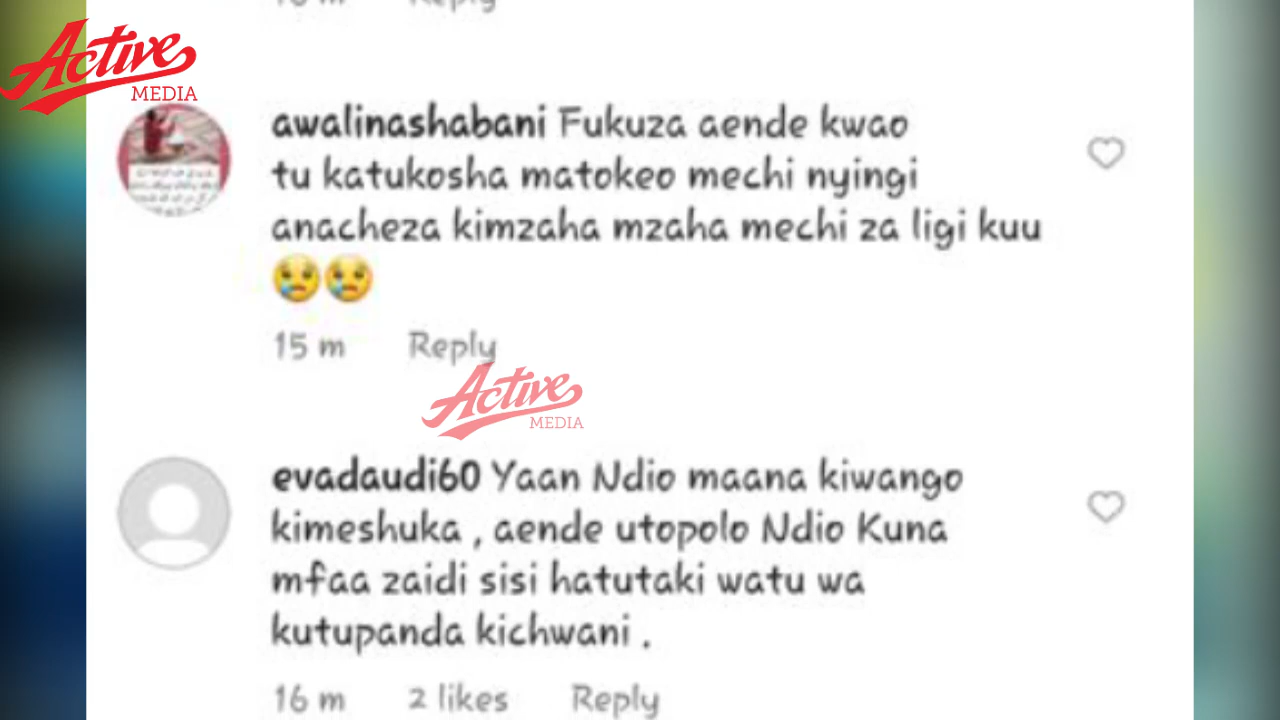 Active
MEDIA
awalinashabani Fukuza aende kwao
tu katukosha matokeo mechi nyingi
anacheza kimzaha mzaha mechi za ligi kuu
😢😢
15 m Reply
Active
MEDIA
evadaudi60 Yaan Ndio maana kiwango
kimeshuka , aende utopolo Ndio Kuna
mfaa zaidi sisi hatutaki watu wa
kutupanda kichwani .
16 m 2 likes Reply